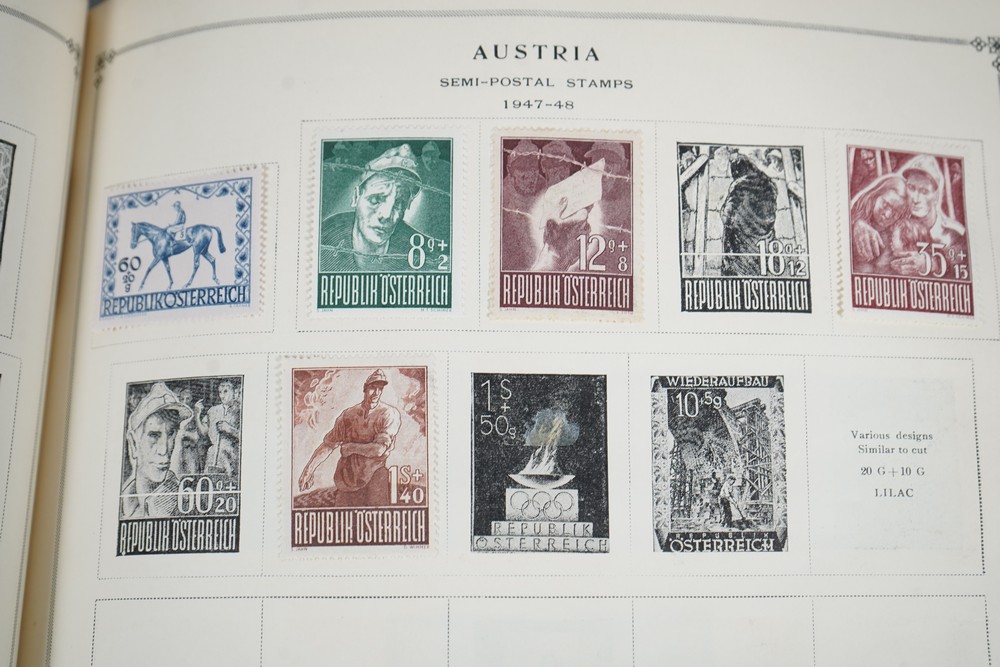 AUSTRIA
SEMI-POSTAL STAMPS
1947-48
60
20
g
REPUBLIK ÖSTERREICH
8g+
2
REPUBLIK ÖSTERREICH
12g+
8
REPUBLIK ÖSTERREICH
18g+
12
REPUBLIK ÖSTERREICH
35g+
15
REPUBLIK ÖSTERREICH
60g+
20
REPUBLIK ÖSTERREICH
1S+
40
REPUBLIK ÖSTERREICH
1S
+
50g
REPUBLIK
ÖSTERREICH
WIEDERAUFBAU
10+5g
REPUBLIK
ÖSTERREICH
Various designs
Similar to cut
20 G+10 G
LILAC